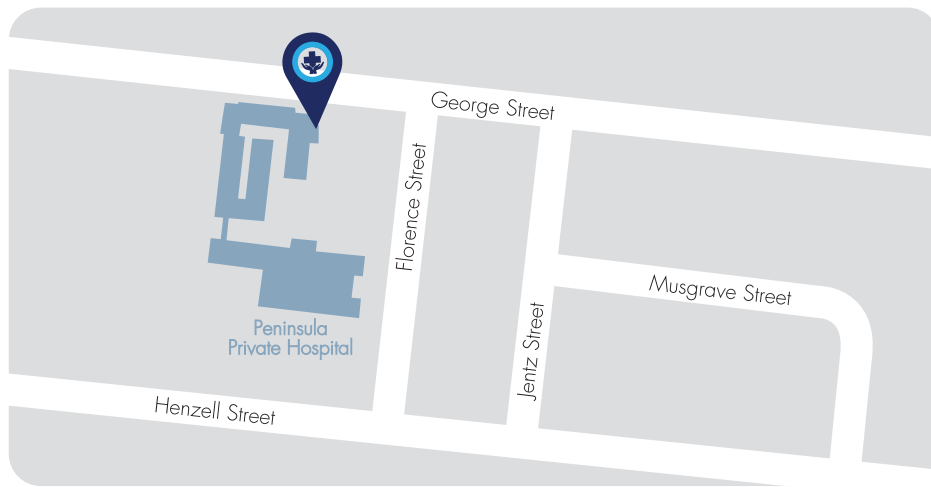 George Street
Florence Street
Musgrave Street
Jentz Street
Peninsula
Private Hospital
Henzell Street